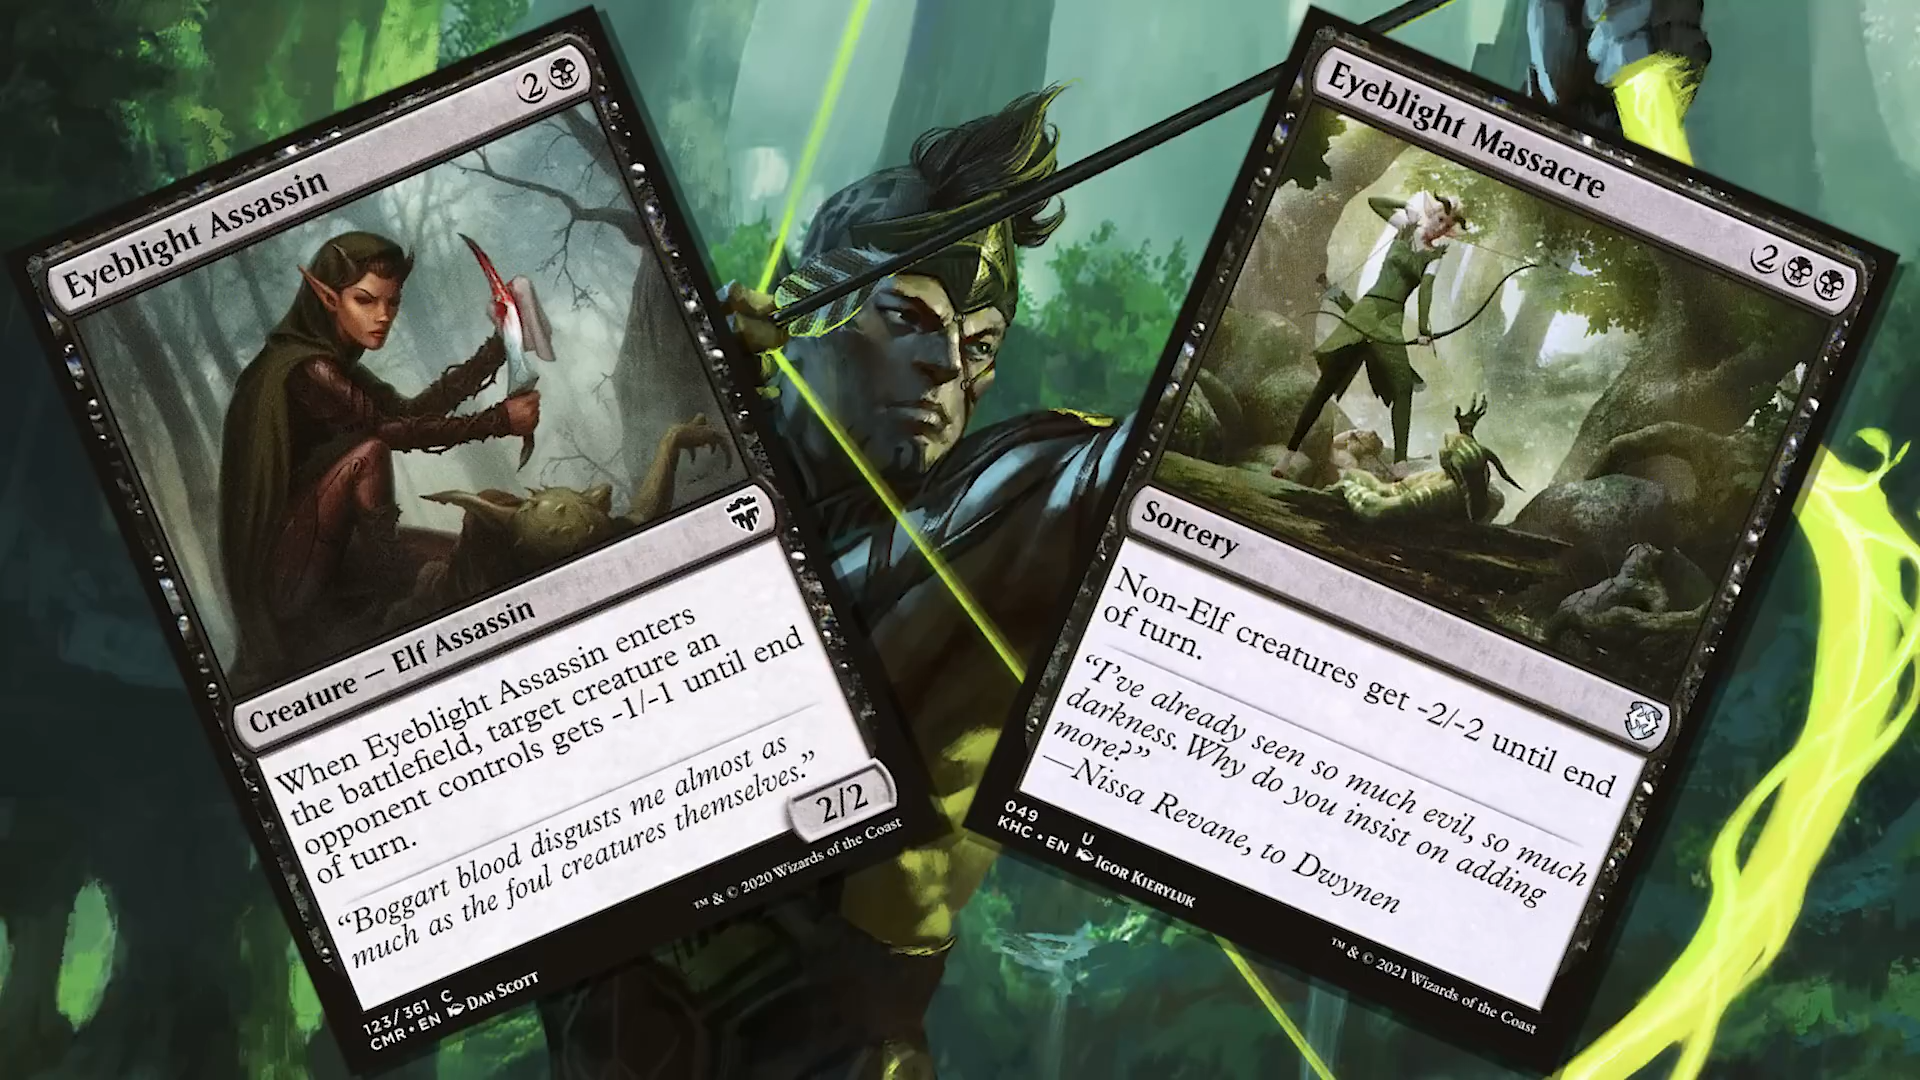 Eyeblight Assassin
2
Creature — Elf Assassin
When Eyeblight Assassin enters
the battlefield, target creature an
opponent controls gets -1/-1 until end
of turn.
“Boggart blood disgusts me almost as
much as the foul creatures themselves.”
2/2
123/361 C
CMR • EN DAN SCOTT
™ & © 2020 Wizards of the Coast
Eyeblight Massacre
2
Sorcery
Non-Elf creatures get -2/-2 until end
of turn.
“I’ve already seen so much evil, so much
darkness. Why do you insist on adding
more?”
—Nissa Revane, to Dwynen
049 U
KHC • EN IGOR KIERYLUK
™ & © 2021 Wizards of the Coast